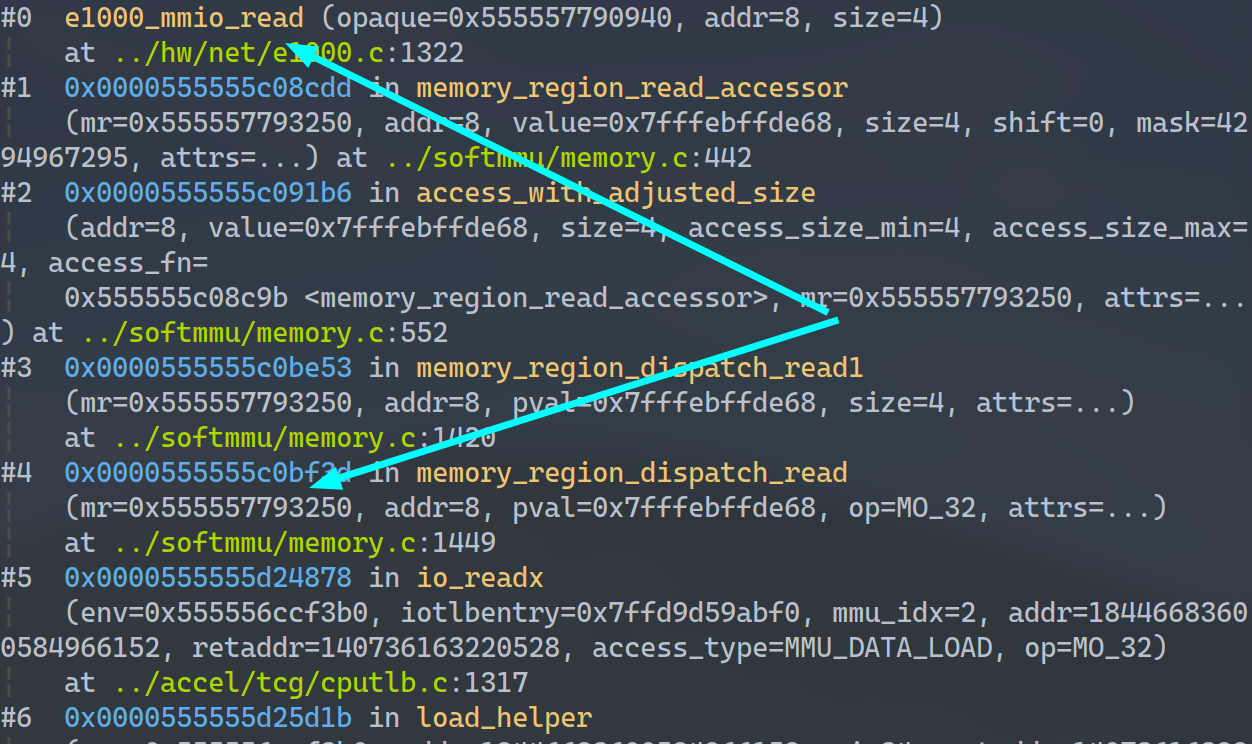 #0  e1000_mmio_read (opaque=0x555557790940, addr=8, size=4)
    at ../hw/net/e1000.c:1322
#1  0x0000555555c08cdd in memory_region_read_accessor
    (mr=0x555557793250, addr=8, value=0x7fffebffde68, size=4, shift=0, mask=42
94967295, attrs=...) at ../softmmu/memory.c:442
#2  0x0000555555c091b6 in access_with_adjusted_size
    (addr=8, value=0x7fffebffde68, size=4, access_size_min=4, access_size_max=
4, access_fn=
    0x555555c08c9b <memory_region_read_accessor>, mr=0x555557793250, attrs=...
) at ../softmmu/memory.c:552
#3  0x0000555555c0be53 in memory_region_dispatch_read1
    (mr=0x555557793250, addr=8, pval=0x7fffebffde68, size=4, attrs=...)
    at ../softmmu/memory.c:1420
#4  0x0000555555c0bf3d in memory_region_dispatch_read
    (mr=0x555557793250, addr=8, pval=0x7fffebffde68, op=MO_32, attrs=...)
    at ../softmmu/memory.c:1449
#5  0x0000555555d24878 in io_readx
    (env=0x555556ccf3b0, iotlbentry=0x7ffd9d59abf0, mmu_idx=2, addr=1844668360
0584966152, retaddr=140736163220528, access_type=MMU_DATA_LOAD, op=MO_32)
    at ../accel/tcg/cputlb.c:1317
#6  0x0000555555d25d1b in load_helper